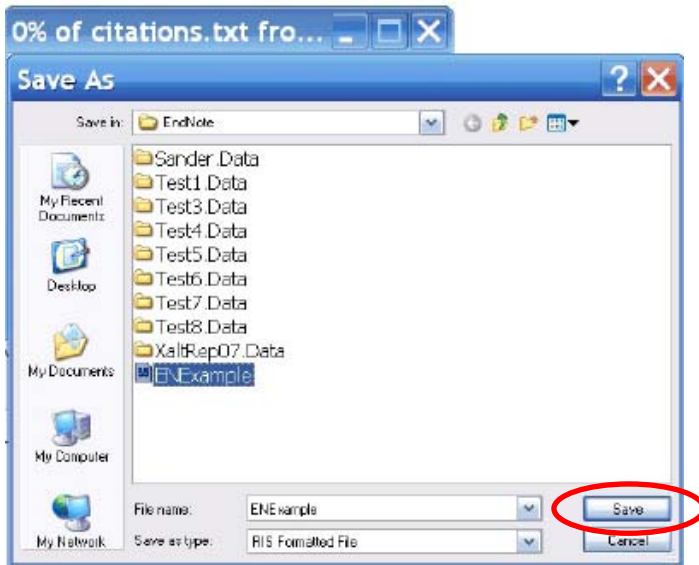 0% of citations.txt fro...
Save As
Save in: EndNote
Sander.Data
Test1.Data
Test3.Data
Test4.Data
Test5.Data
Test6.Data
Test7.Data
Test8.Data
XaltRep07.Data
ENExample
My Recent
Documents
Desktop
My Documents
My Computer
My Network
File name: ENExample Save
Save as type: RIS Formatted File Cancel